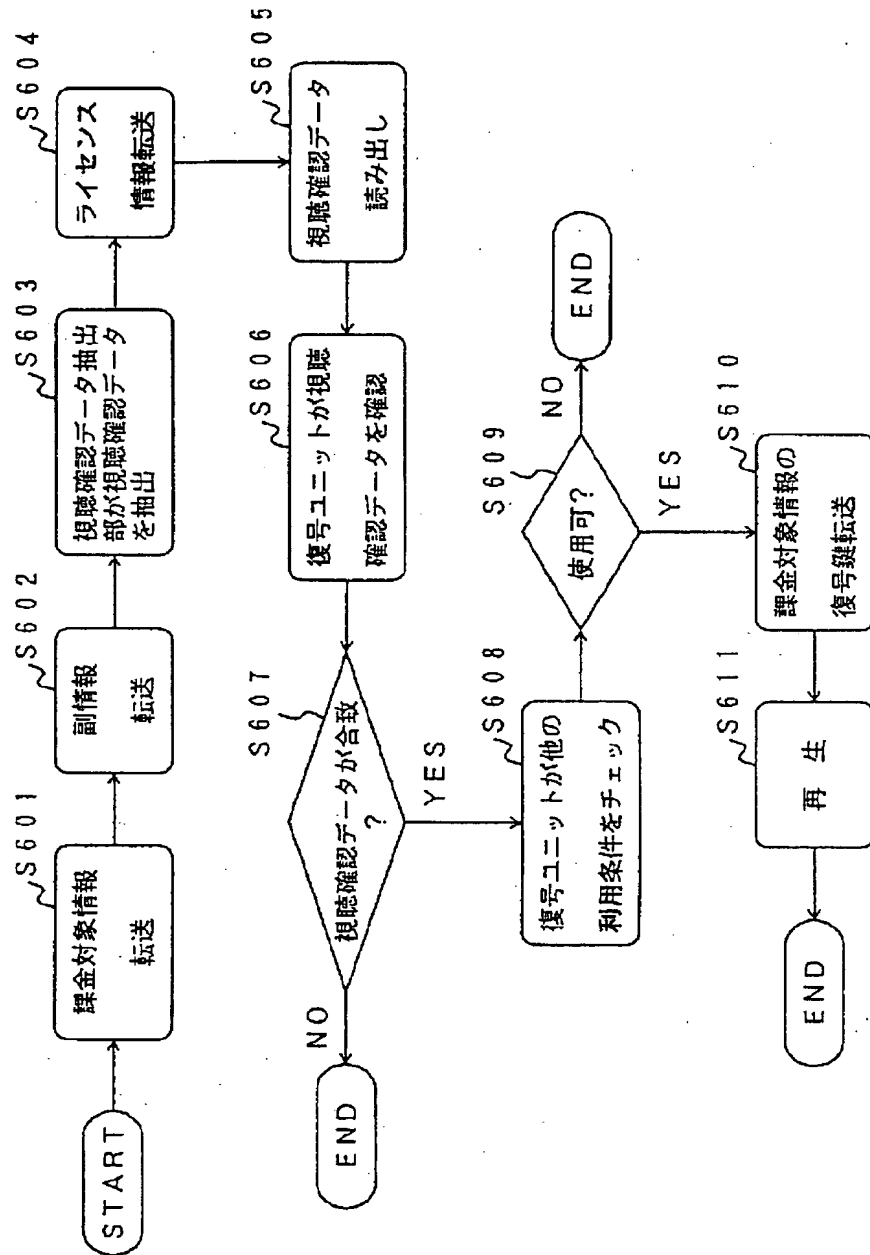 START
S601
課金対象情報
転送
S602
副情報
転送
S603
視聴確認データ抽出
部が視聴確認データ
を抽出
S604
ライセンス
情報転送
S605
視聴確認データ
読み出し
S606
復号ユニットが視聴
確認データを確認
S607
視聴確認データが合致
?
NO
END
YES
S608
復号ユニットが他の
利用条件をチェック
S609
使用可?
NO
END
YES
S610
課金対象情報の
復号鍵転送
S611
再 生
END